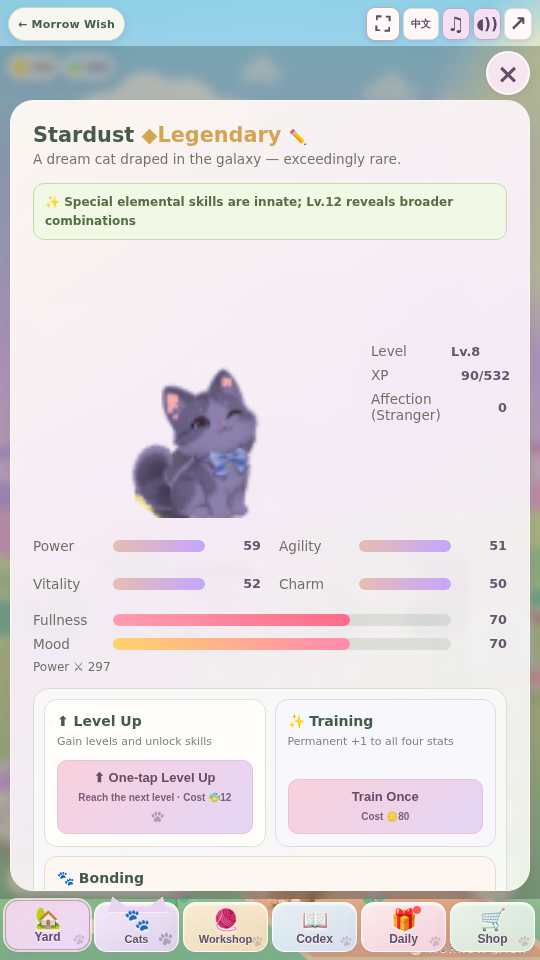 ← Morrow Wish
中文
Stardust ◆Legendary ✏️
A dream cat draped in the galaxy — exceedingly rare.
✨ Special elemental skills are innate; Lv.12 reveals broader
combinations
Level Lv.8
XP 90/532
Affection
(Stranger) 0
Power 59 Agility 51
Vitality 52 Charm 50
Fullness 70
Mood 70
Power ⚔ 297
⬆ Level Up
Gain levels and unlock skills
⬆ One-tap Level Up
Reach the next level · Cost 12
✨ Training
Permanent +1 to all four stats
Train Once
Cost 🪙80
🐾 Bonding
Yard
Cats
Workshop
Codex
Daily
Shop